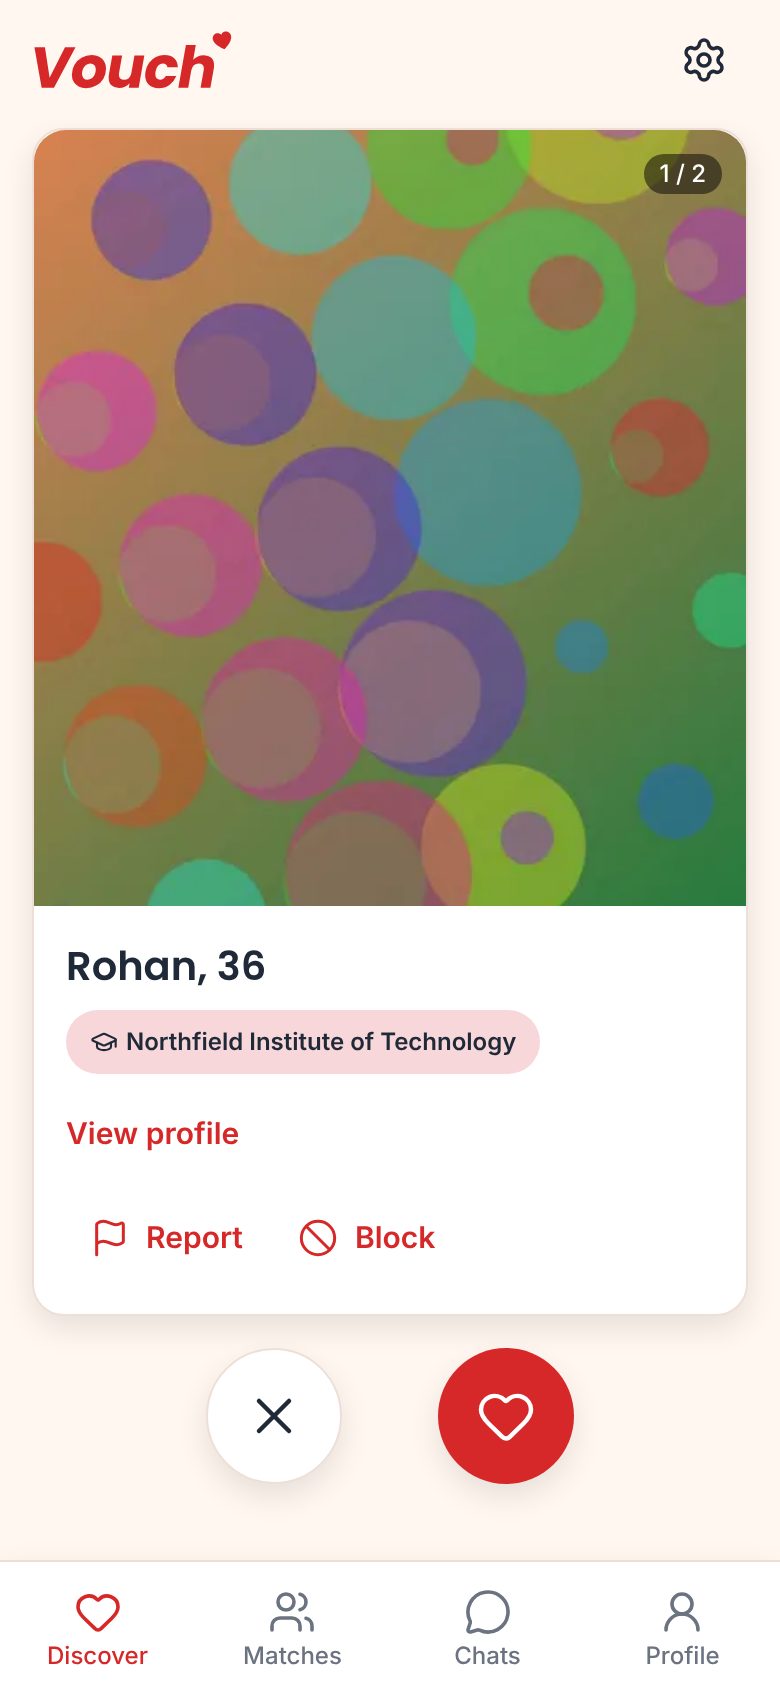 Vouch
1 / 2
Rohan, 36
Northfield Institute of Technology
View profile
Report
Block
Discover
Matches
Chats
Profile